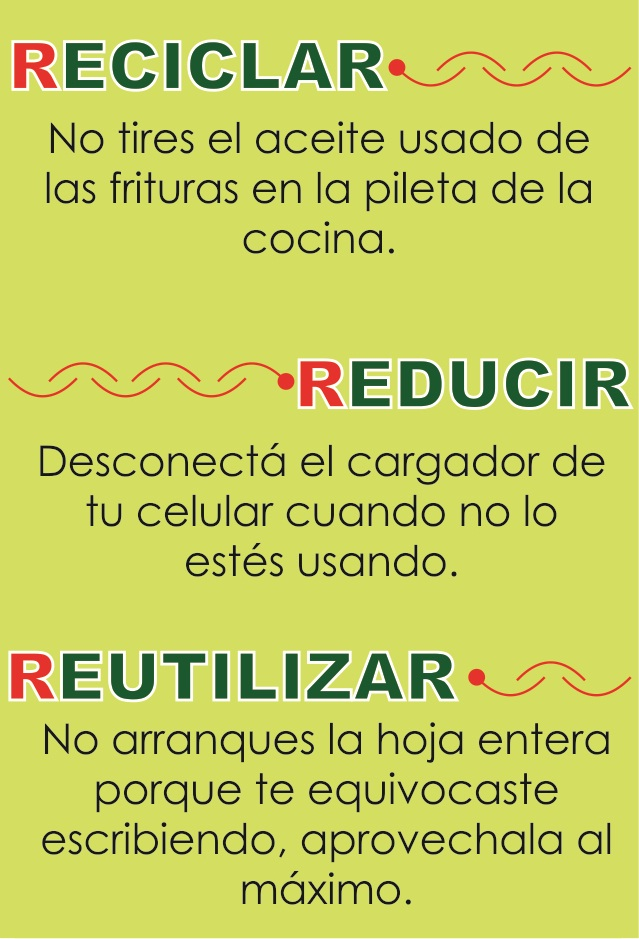 RECICLAR
No tires el aceite usado de
las frituras en la pileta de la
cocina.
REDUCIR
Desconectá el cargador de
tu celular cuando no lo
estés usando.
REUTILIZAR
No arranques la hoja entera
porque te equivocaste
escribiendo, aprovechala al
máximo.